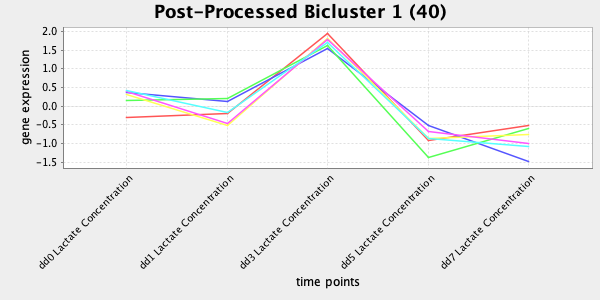 Post-Processed Bicluster 1 (40)
gene expression
2.0
1.5
1.0
0.5
0.0
-0.5
-1.0
-1.5
dd0 Lactate Concentration
dd1 Lactate Concentration
dd3 Lactate Concentration
dd5 Lactate Concentration
dd7 Lactate Concentration
time points